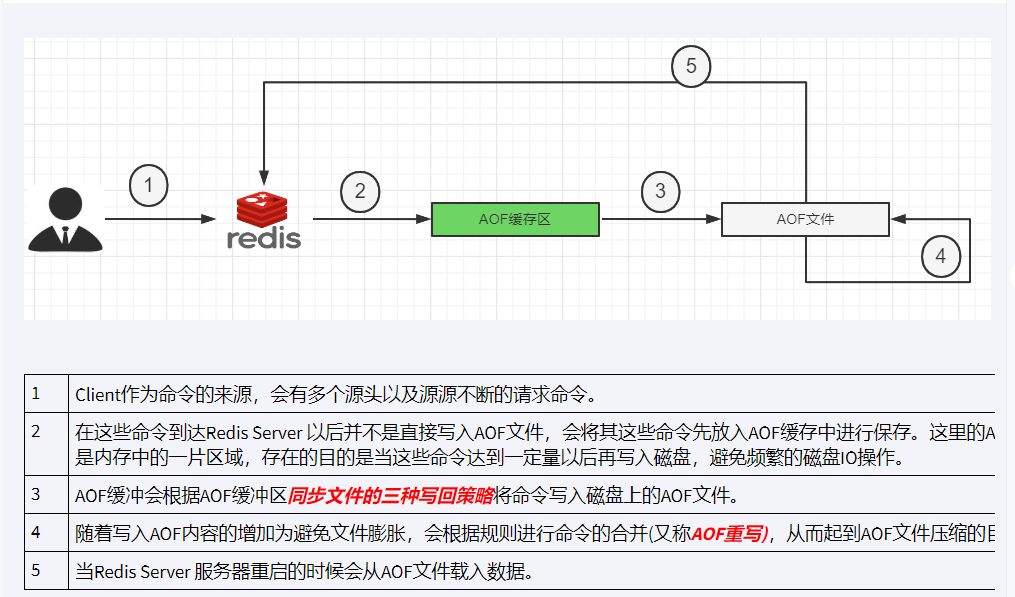 5
1
2
3
redis
AOF缓存区
AOF文件
4
1 Client作为命令的来源，会有多个源头以及源源不断的请求命令。
2 在这些命令到达Redis Server 以后并不是直接写入AOF文件，会将其这些命令先放入AOF缓存中进行保存。这里的A
是内存中的一片区域，存在的目的是当这些命令达到一定量以后再写入磁盘，避免频繁的磁盘IO操作。
3 AOF缓冲会根据AOF缓冲区同步文件的三种写回策略将命令写入磁盘上的AOF文件。
4 随着写入AOF内容的增加为避免文件膨胀，会根据规则进行命令的合并(又称AOF重写)，从而起到AOF文件压缩的目
5 当Redis Server 服务器重启的时候会从AOF文件载入数据。